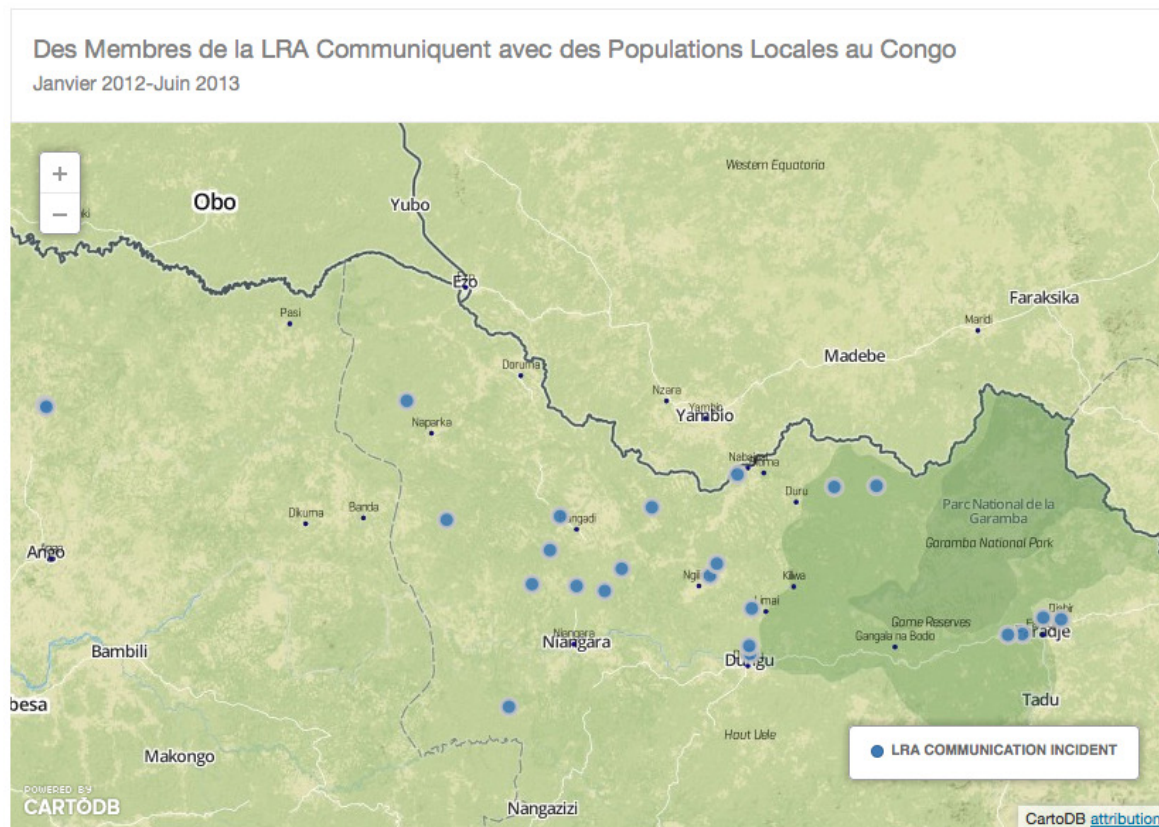 Des Membres de la LRA Communiquent avec des Populations Locales au Congo
Janvier 2012-Juin 2013
+
−
Western Equatoria
Obo
Yubo
Ezo
Faraksika
Pasi
Maridi
Madebe
Doruma
Nzara
Yambio
Yambio
Naparka
Duru
Banda
Dikuma
Parc National de la
Garamba
Garamba National Park
Ango
Kiliwa
Limai
Game Reserves
Niangara
Niangara
Gangala na Bodio
Bambili
Dungu
Tadu
besa
Haut Uele
LRA COMMUNICATION INCIDENT
Makongo
POWERED BY
CARTODB
Nangazizi
CartoDB attribution